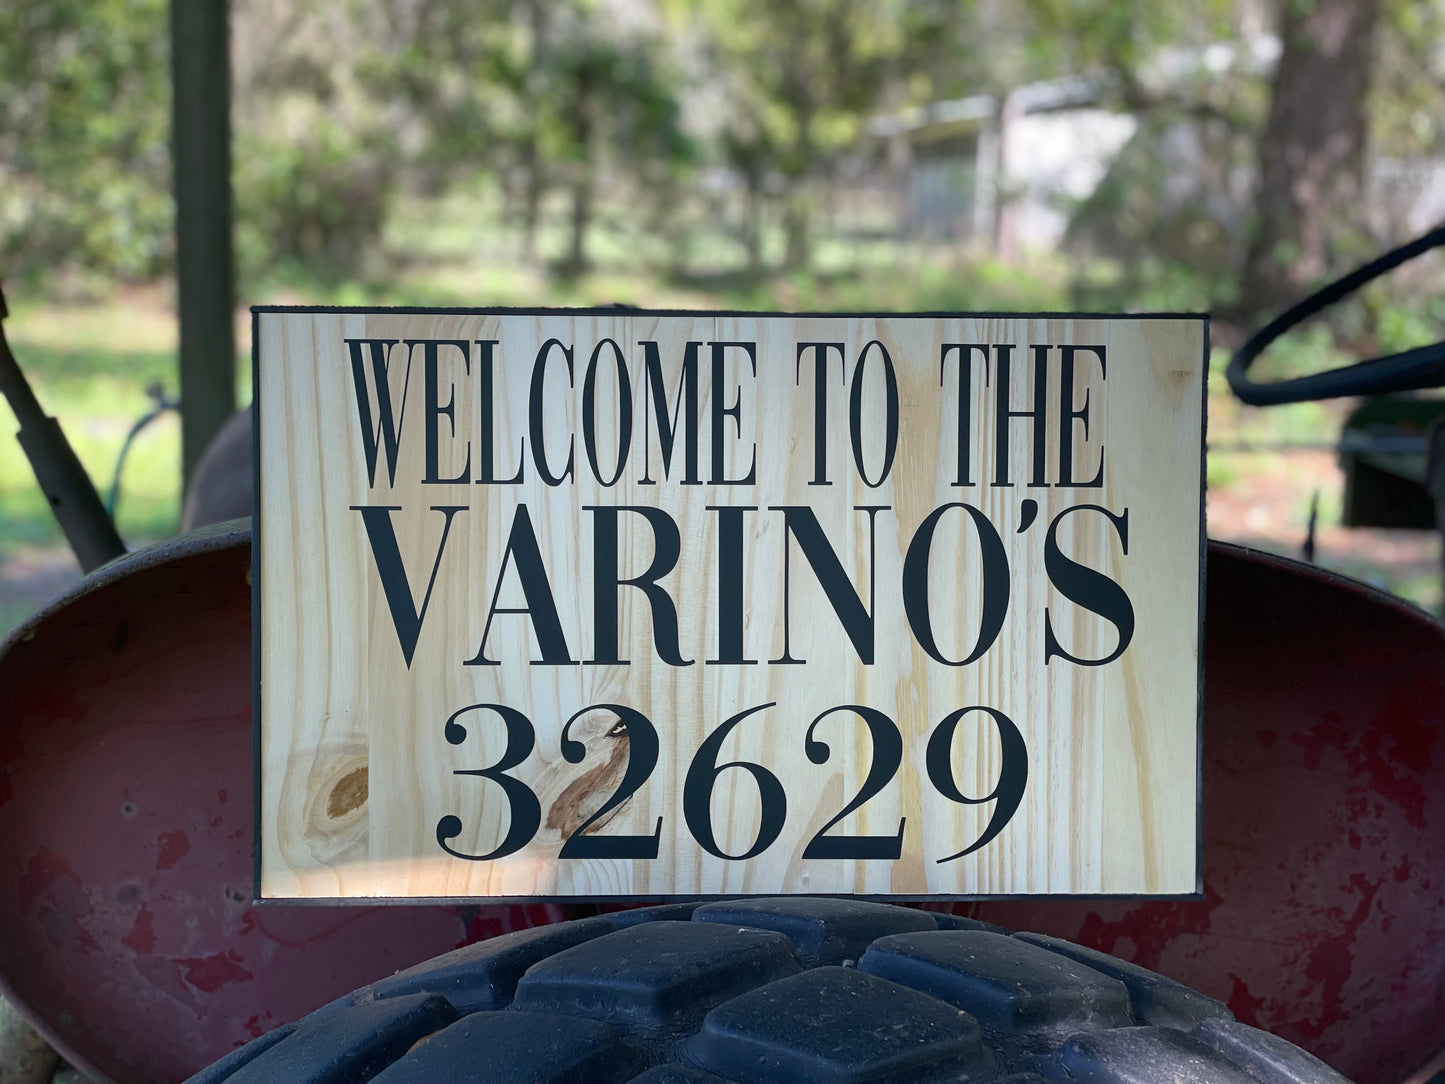 WELCOME TO THE
VARINO'S
32629